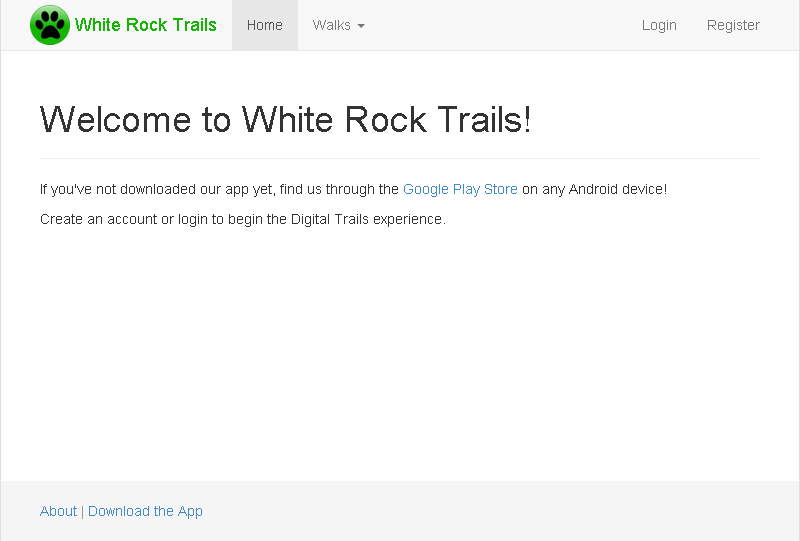 White Rock Trails Home Walks Login Register
Welcome to White Rock Trails!
If you've not downloaded our app yet, find us through the Google Play Store on any Android device!
Create an account or login to begin the Digital Trails experience.
About | Download the App